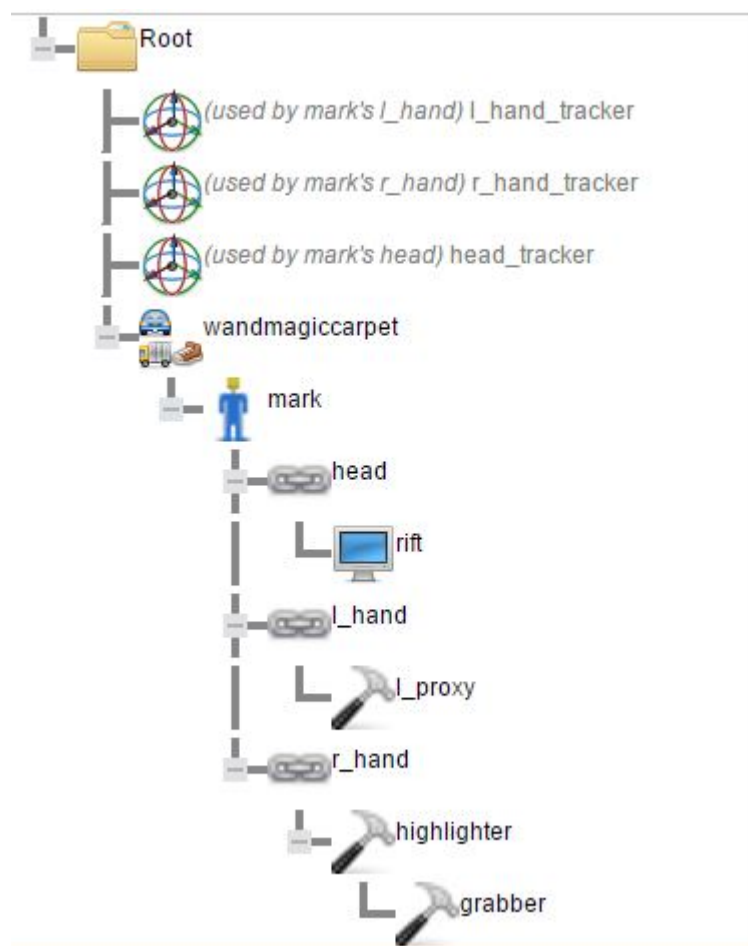 Root
(used by mark's l_hand) l_hand_tracker
(used by mark's r_hand) r_hand_tracker
(used by mark's head) head_tracker
wandmagiccarpet
mark
head
rift
l_hand
l_proxy
r_hand
highlighter
grabber